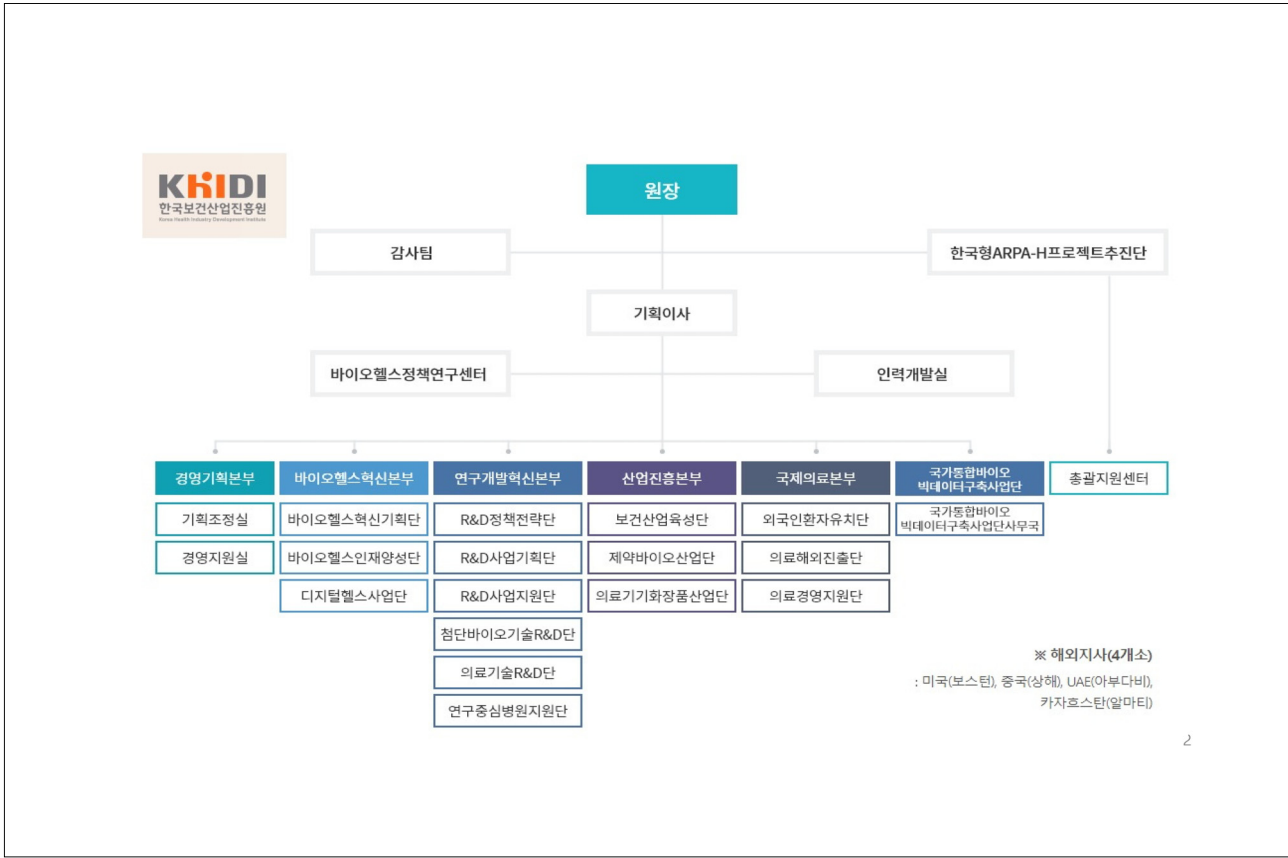 KHIDI
한국보건산업진흥원
Korea Health Industry Development Institute
원장
감사팀
한국형ARPA-H프로젝트추진단
기획이사
바이오헬스정책연구센터
인력개발실
경영기획본부
기획조정실
경영지원실
바이오헬스혁신본부
바이오헬스혁신기획단
바이오헬스인재양성단
디지털헬스사업단
연구개발혁신본부
R&D정책전략단
R&D사업기획단
R&D사업지원단
첨단바이오기술R&D단
의료기술R&D단
연구중심병원지원단
산업진흥본부
보건산업육성단
제약바이오산업단
의료기기화장품산업단
국제의료본부
외국인환자유치단
의료해외진출단
의료경영지원단
국가통합바이오
빅데이터구축사업단
국가통합바이오
빅데이터구축사업단사무국
총괄지원센터
※ 해외지사(4개소)
: 미국(보스턴), 중국(상해), UAE(아부다비),
카자흐스탄(알마티)
2